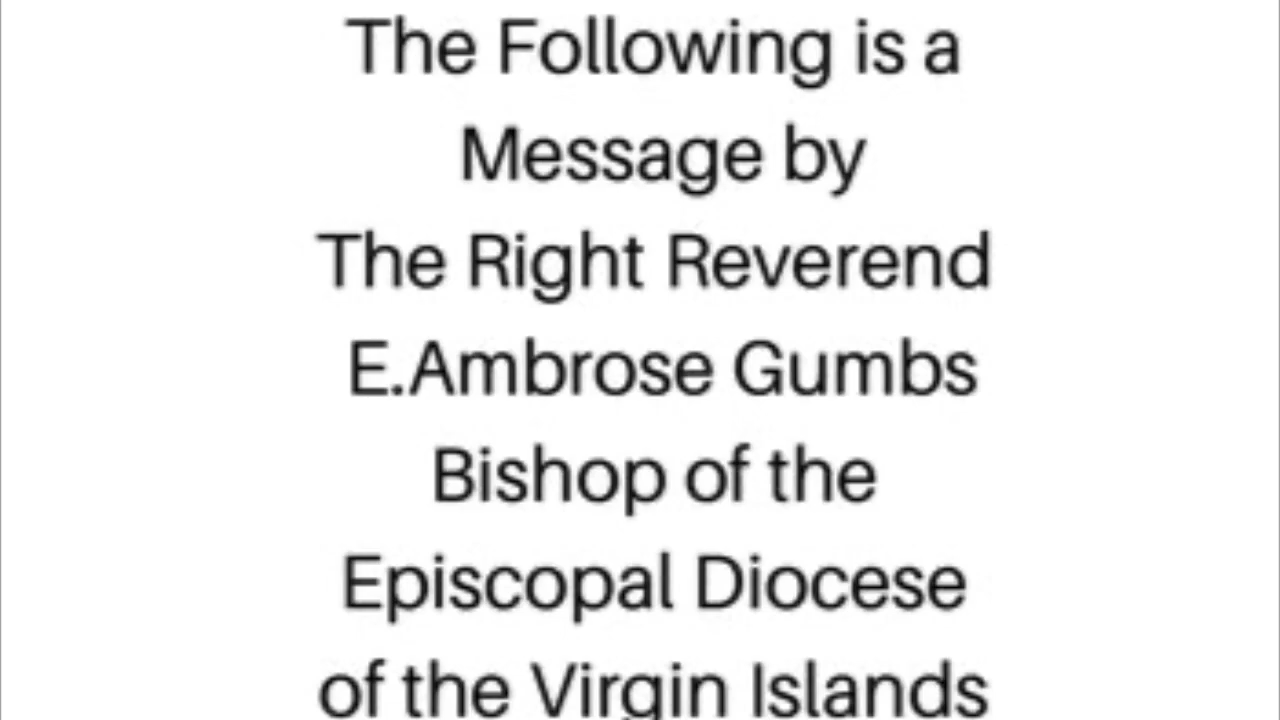 The Following is a
Message by
The Right Reverend
E.Ambrose Gumbs
Bishop of the
Episcopal Diocese
of the Virgin Islands